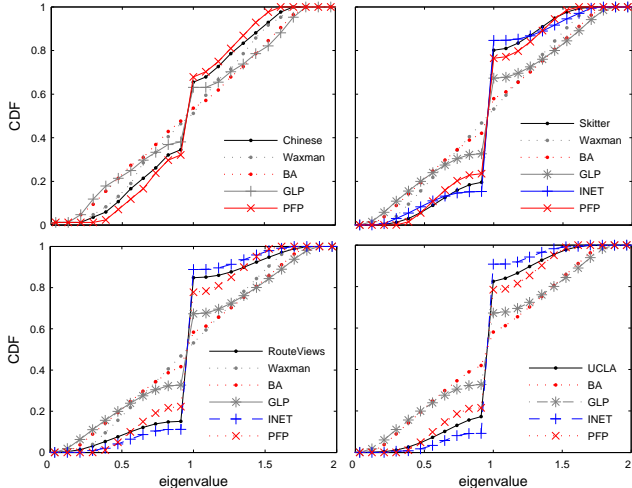 1
0.8
0.6
0.4
0.2
0
CDF
Chinese
Waxman
BA
GLP
PFP
Skitter
Waxman
BA
GLP
INET
PFP
1
0.8
0.6
0.4
0.2
0
CDF
RouteViews
Waxman
BA
GLP
INET
PFP
0.5 1 1.5 2
eigenvalue
UCLA
BA
GLP
INET
PFP
0 0.5 1 1.5 2
eigenvalue